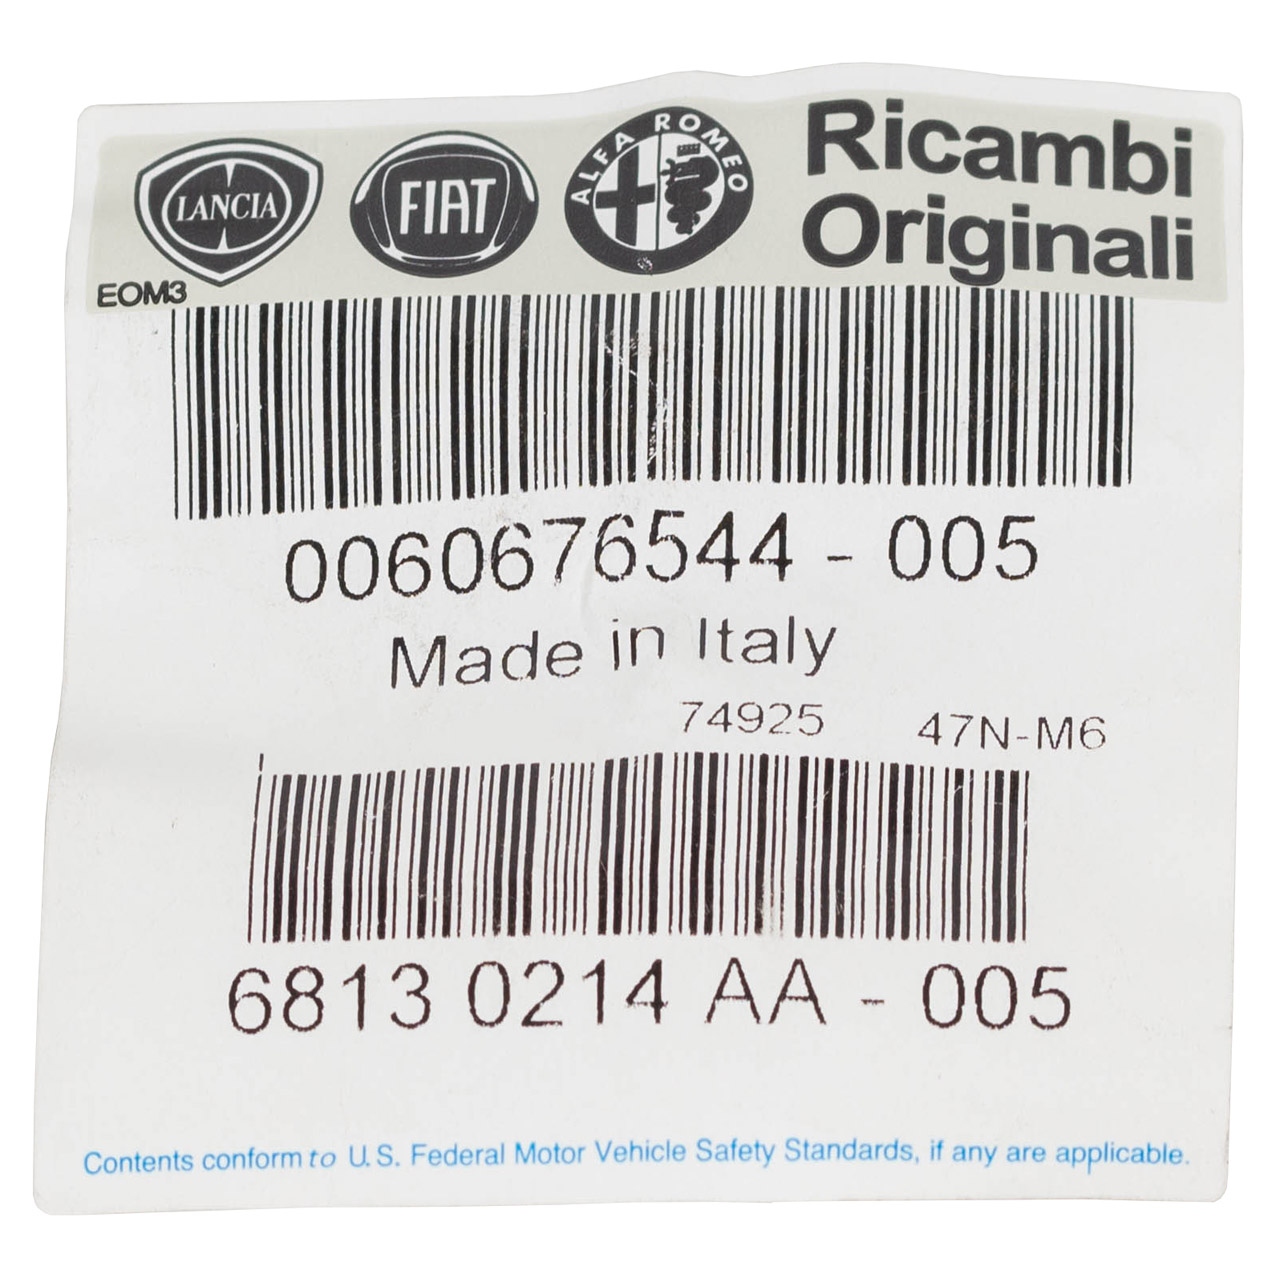 LANCIA
FIAT
ALFA ROMEO
Ricambi
Originali
EOM3
0060676544 - 005
Made in Italy
74925 47N-M6
6813 0214 AA - 005
Contents conform to U.S. Federal Motor Vehicle Safety Standards, if any are applicable.